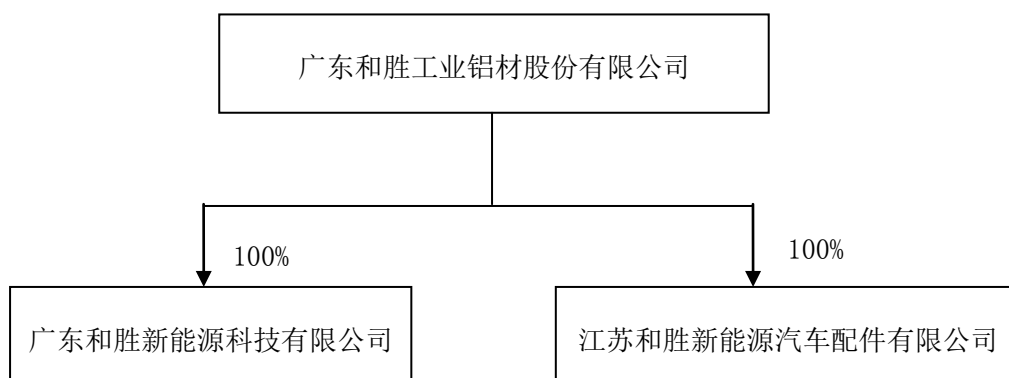 广东和胜工业铝材股份有限公司
100%
100%
广东和胜新能源科技有限公司
江苏和胜新能源汽车配件有限公司